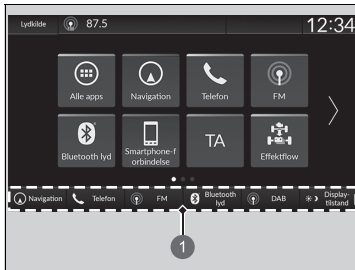 Lydkilde
87.5
12:34
Alle apps
Navigation
Telefon
FM
Bluetooth lyd
Smartphone-f
orbindelse
TA
Effektflow
Navigation
Telefon
FM
Bluetooth
lyd
DAB
Display-
tilstand
1